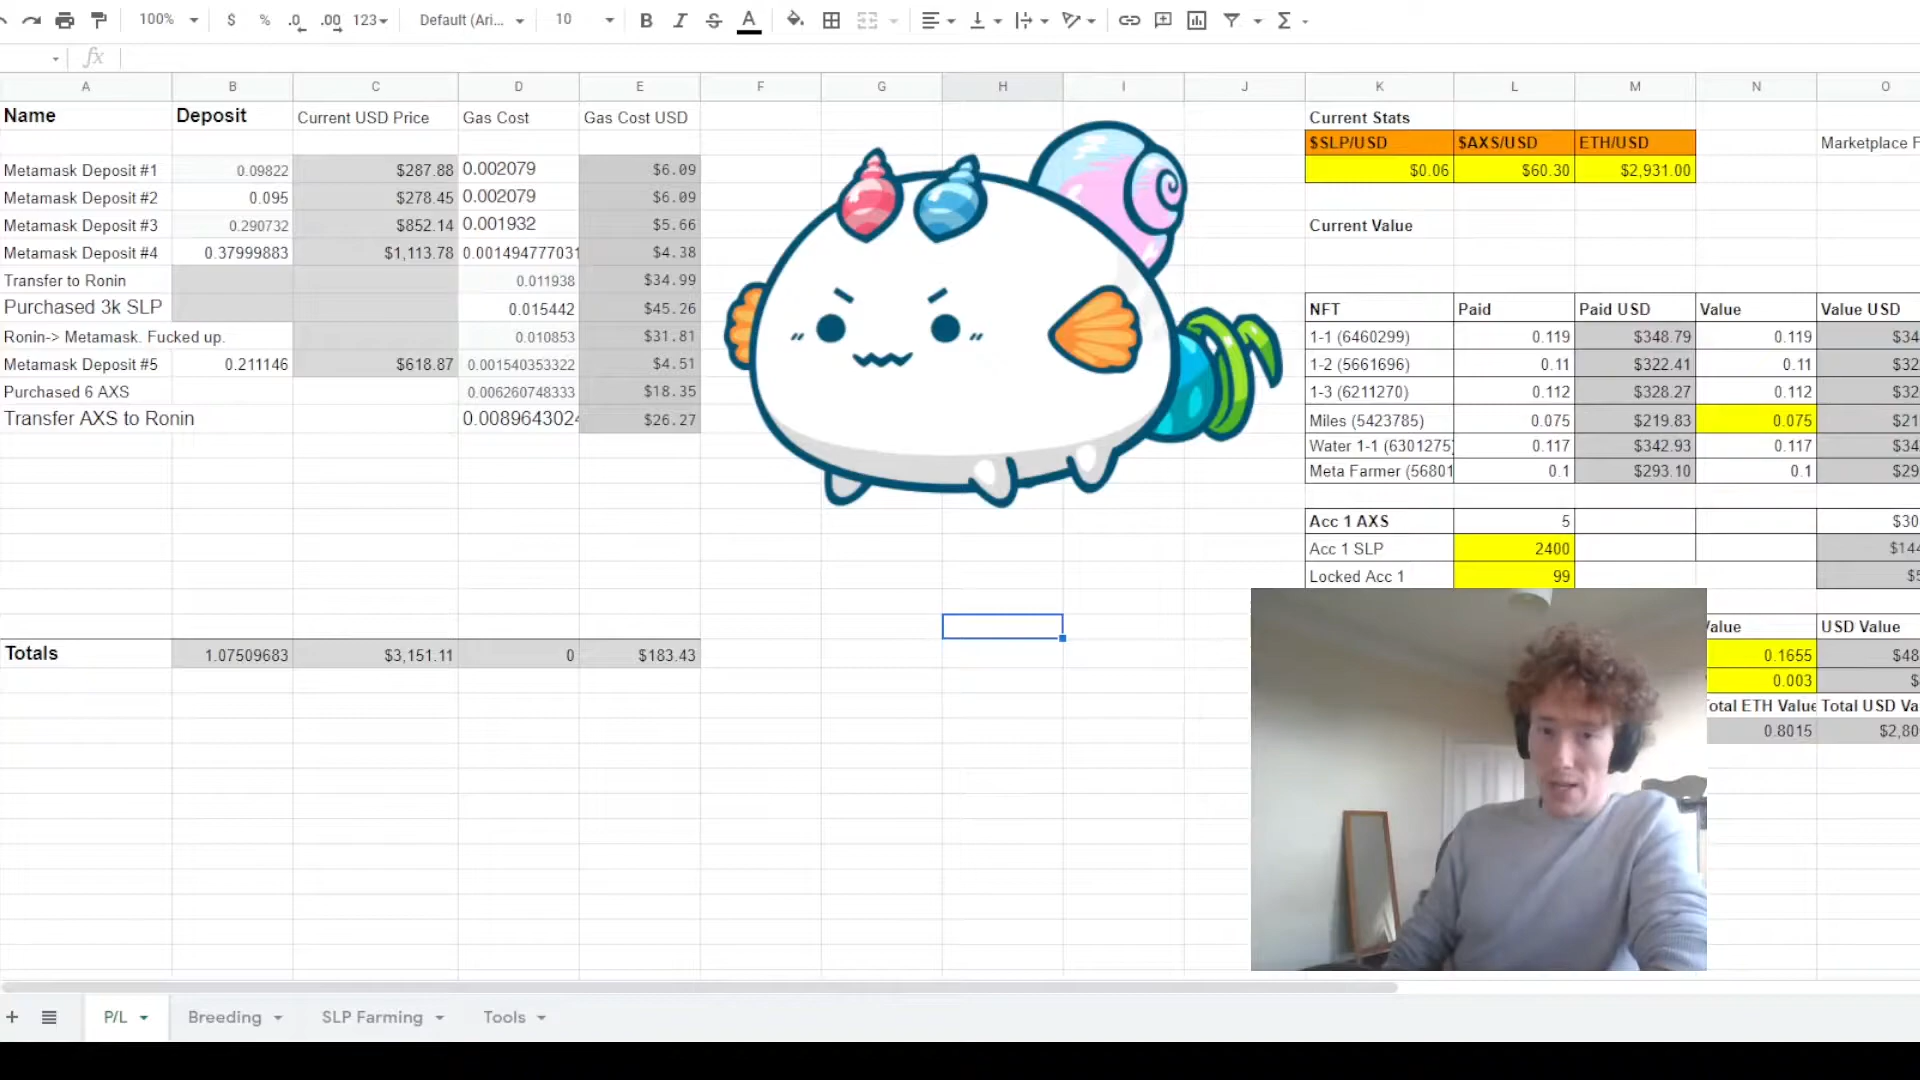 100% $ % .0 .00 123 Default (Ari... 10 B I S A
fx
A B C D E F G H I J K L M N O
Name Deposit Current USD Price Gas Cost Gas Cost USD Current Stats
$SLP/USD $AXS/USD ETH/USD Marketplace F
Metamask Deposit #1 0.09822 $287.88 0.002079 $6.09 $0.06 $60.30 $2,931.00
Metamask Deposit #2 0.095 $278.45 0.002079 $6.09
Metamask Deposit #3 0.290732 $852.14 0.001932 $5.66 Current Value
Metamask Deposit #4 0.37999883 $1,113.78 0.001494777031 $4.38
Transfer to Ronin 0.011938 $34.99
Purchased 3k SLP 0.015442 $45.26 NFT Paid Paid USD Value Value USD
Ronin-> Metamask. Fucked up. 0.010853 $31.81 1-1 (6460299) 0.119 $348.79 0.119 $34
Metamask Deposit #5 0.211146 $618.87 0.001540353322 $4.51 1-2 (5661696) 0.11 $322.41 0.11 $32
Purchased 6 AXS 0.006260748333 $18.35 1-3 (6211270) 0.112 $328.27 0.112 $32
Transfer AXS to Ronin 0.0089643024 $26.27 Miles (5423785) 0.075 $219.83 0.075 $21
Water 1-1 (6301275) 0.117 $342.93 0.117 $34
Meta Farmer (56801 0.1 $293.10 0.1 $29
Acc 1 AXS 5 $30
Acc 1 SLP 2400 $144
Locked Acc 1 99 $5
Value USD Value
Totals 1.07509683 $3,151.11 0 $183.43 0.1655 $48
0.003 $
Total ETH Value Total USD Va
0.8015 $2,80
+ P/L Breeding SLP Farming Tools